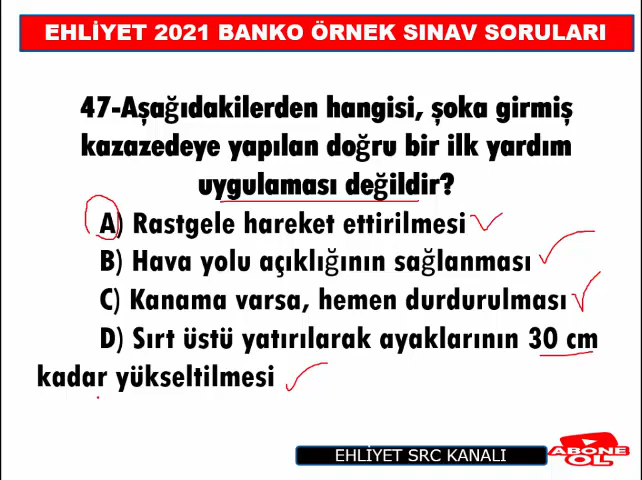 EHLİYET 2021 BANKO ÖRNEK SINAV SORULARI
47-Aşağıdakilerden hangisi, şoka girmiş
kazazedeye yapılan doğru bir ilk yardım
uygulaması değildir?
A) Rastgele hareket ettirilmesi
B) Hava yolu açıklığının sağlanması
C) Kanama varsa, hemen durdurulması
D) Sırt üstü yatırılarak ayaklarının 30 cm
kadar yükseltilmesi
EHLİYET SRC KANALI
ABONE
OL